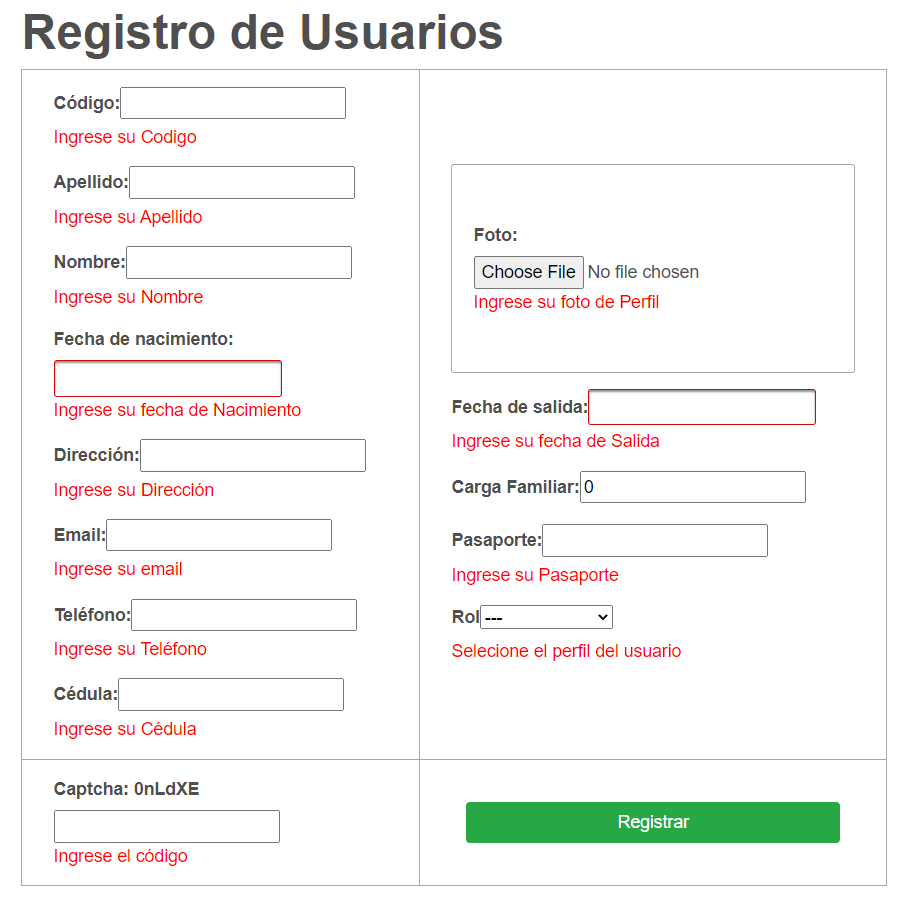 Registro de Usuarios
Código:
Ingrese su Codigo
Apellido:
Ingrese su Apellido
Nombre:
Ingrese su Nombre
Fecha de nacimiento:
Ingrese su fecha de Nacimiento
Dirección:
Ingrese su Dirección
Email:
Ingrese su email
Teléfono:
Ingrese su Teléfono
Cédula:
Ingrese su Cédula
Foto:
Choose File No file chosen
Ingrese su foto de Perfil
Fecha de salida:
Ingrese su fecha de Salida
Carga Familiar: 0
Pasaporte:
Ingrese su Pasaporte
Rol ---
Selecione el perfil del usuario
Captcha: 0nLdXE
Ingrese el código
Registrar